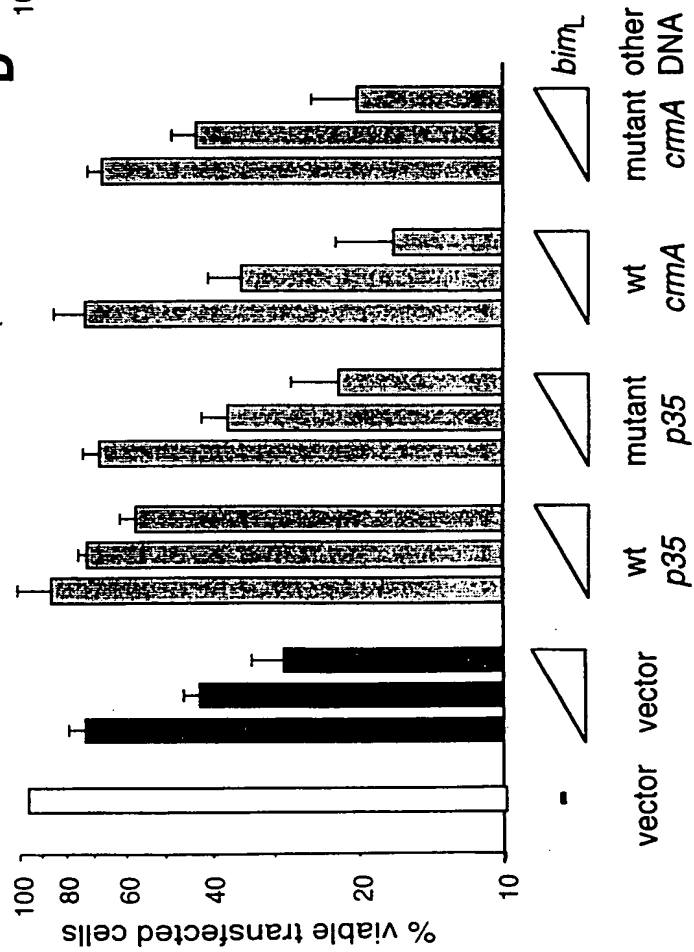 % viable transfected cells
100
80
60
40
20
10
- bimL
vector vector wt mutant wt mutant other
p35 p35 crmA crmA DNA